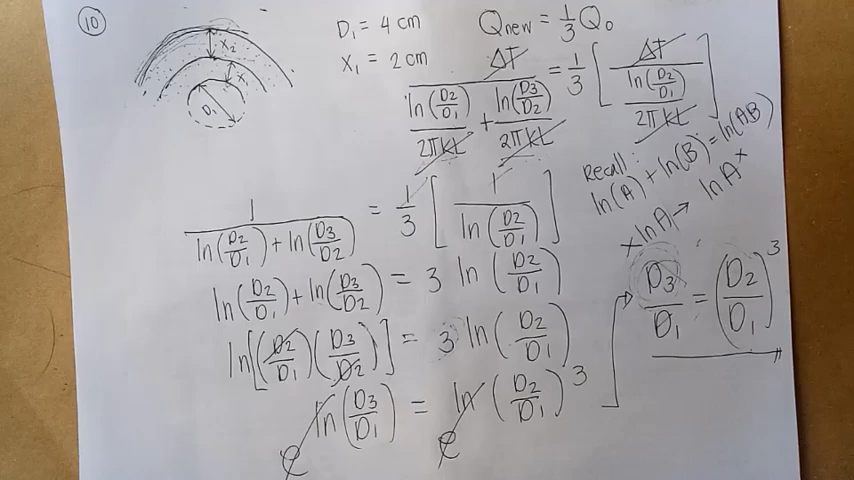 10
D₁ = 4 cm
X₁ = 2 cm
Qnew = 1/3 Q₀
X₂
X₁
D₁
ΔT / [ln(D₂/D₁)/2πkL + ln(D₃/D₂)/2πkL] = 1/3 [ΔT / (ln(D₂/D₁)/2πkL)]
Recall:
ln(A) + ln(B) = ln(AB)
x ln A → ln Aˣ
1 / [ln(D₂/D₁) + ln(D₃/D₂)] = 1/3 [1 / ln(D₂/D₁)]
ln(D₂/D₁) + ln(D₃/D₂) = 3 ln(D₂/D₁)
ln[(D₂/D₁)(D₃/D₂)] = 3 ln(D₂/D₁)
e ln(D₃/D₁) = e ln(D₂/D₁)³
D₃/D₁ = (D₂/D₁)³